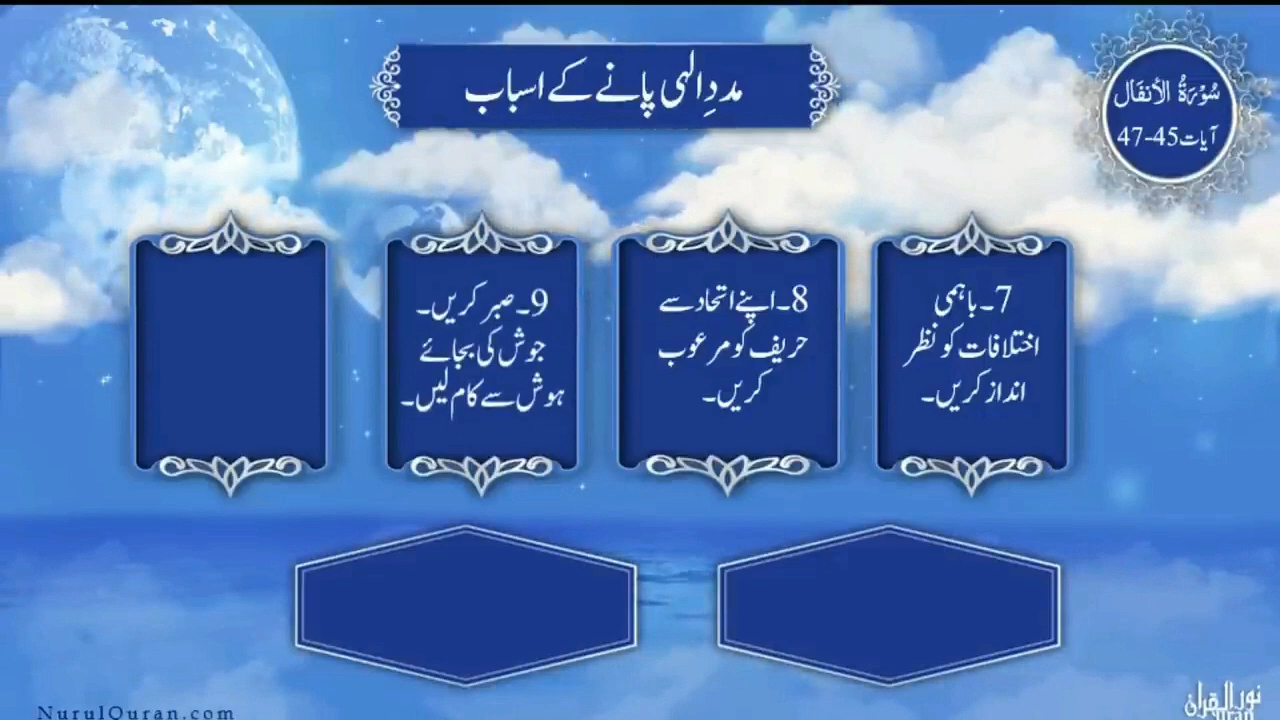 مددِ الٰہی پانے کے اسباب
سُوْرَۃُ الْاَنفَال
آیات 45-47
7۔ باہمی
اختلافات کو نظر
انداز کریں۔
8۔ اپنے اتحاد سے
حریف کو مرعوب
کریں۔
9۔ صبر کریں۔
جوش کی بجائے
ہوش سے کام لیں۔
NurulQuran.com
نور القرآن